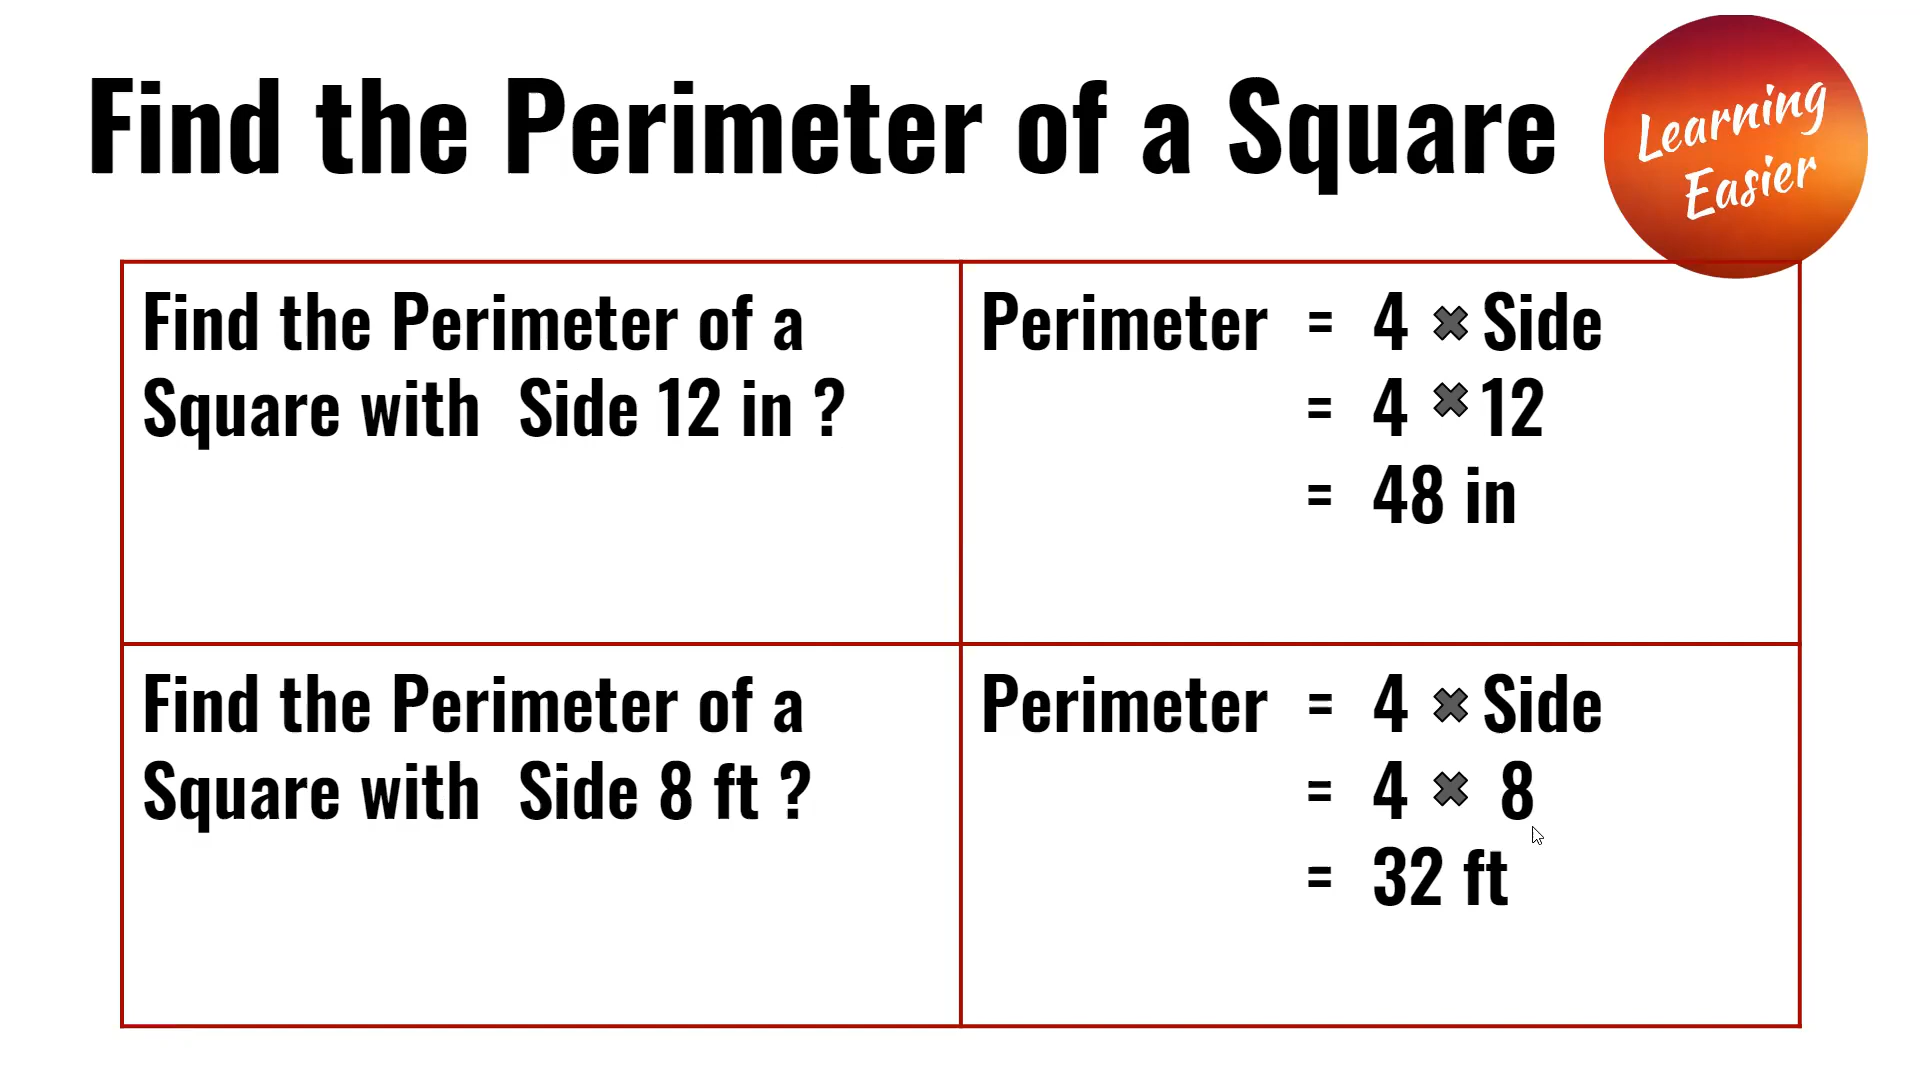 Find the Perimeter of a Square
Learning
Easier
Find the Perimeter of a
Square with Side 12 in ?
Perimeter = 4 ✖ Side
= 4 ✖ 12
= 48 in
Find the Perimeter of a
Square with Side 8 ft ?
Perimeter = 4 ✖ Side
= 4 ✖ 8
= 32 ft